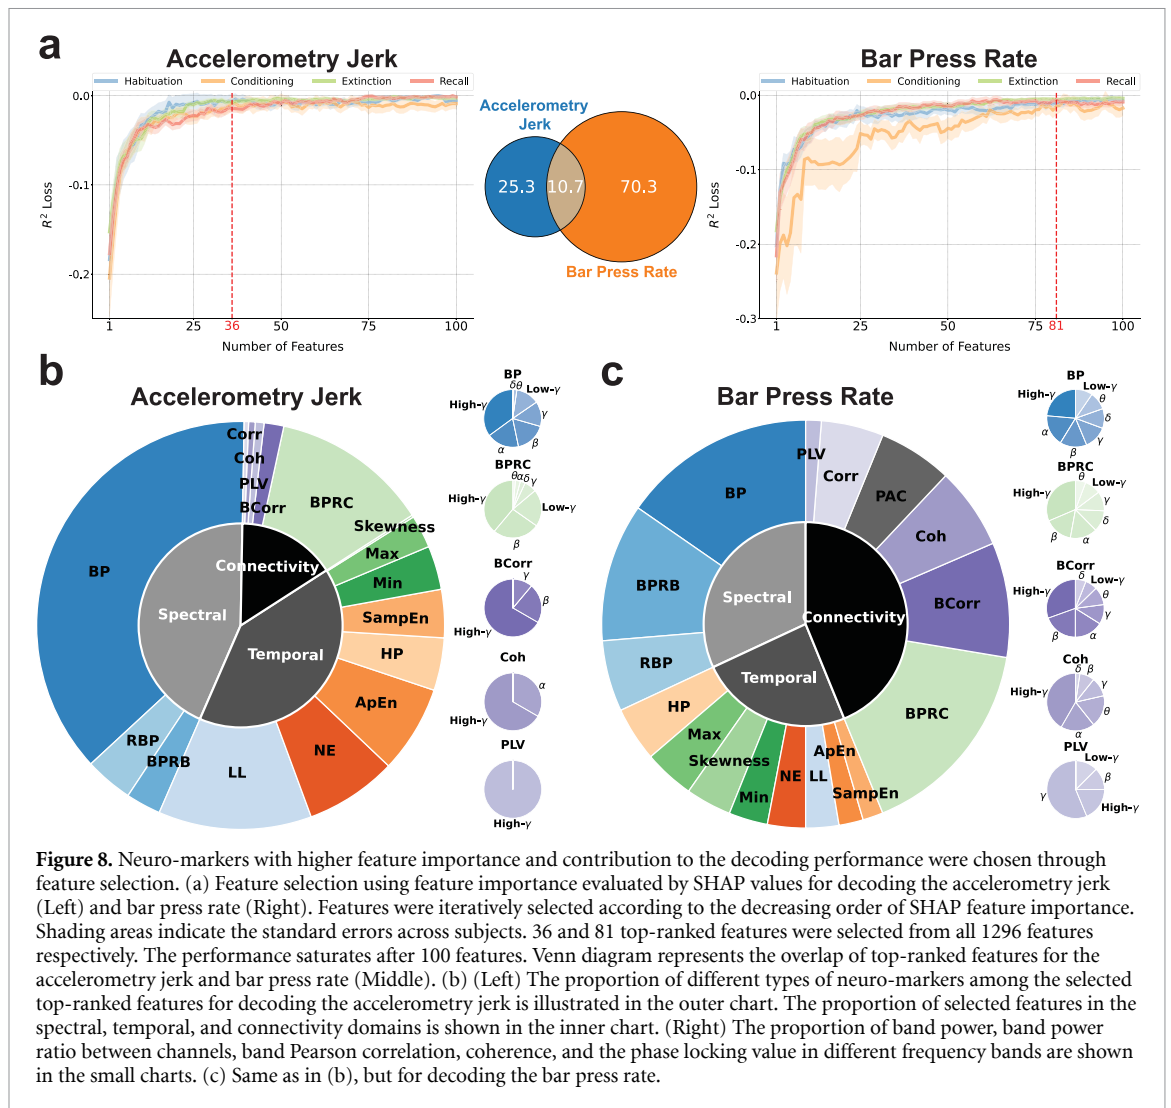 a
Accelerometry Jerk
Habituation Conditioning Extinction Recall
0.0
-0.1
-0.2
R² Loss
1 25 36 50 75 100
Number of Features
Accelerometry
Jerk
25.3 10.7 70.3
Bar Press Rate
Bar Press Rate
Habituation Conditioning Extinction Recall
0.0
-0.1
-0.2
-0.3
R² Loss
1 25 50 75 81 100
Number of Features
b
Accelerometry Jerk
Corr
Coh
PLV
BCorr
BPRC
Skewness
Max
Min
SampEn
HP
ApEn
NE
LL
BPRB
RBP
BP
Spectral
Connectivity
Temporal
BP
δ θ Low-γ γ β α High-γ
BPRC
θ α δ γ Low-γ β High-γ
BCorr
γ β High-γ
Coh
α High-γ
PLV
High-γ
c
Bar Press Rate
PLV
Corr
PAC
Coh
BCorr
BPRC
SampEn
ApEn
LL
NE
Min
Skewness
Max
HP
RBP
BPRB
BP
Spectral
Connectivity
Temporal
BP
Low-γ θ δ γ β α High-γ
BPRC
θ Low-γ γ δ α β High-γ
BCorr
δ Low-γ θ γ α β High-γ
Coh
δ β γ θ α High-γ
PLV
Low-γ β High-γ γ
Figure 8. Neuro-markers with higher feature importance and contribution to the decoding performance were chosen through
feature selection. (a) Feature selection using feature importance evaluated by SHAP values for decoding the accelerometry jerk
(Left) and bar press rate (Right). Features were iteratively selected according to the decreasing order of SHAP feature importance.
Shading areas indicate the standard errors across subjects. 36 and 81 top-ranked features were selected from all 1296 features
respectively. The performance saturates after 100 features. Venn diagram represents the overlap of top-ranked features for the
accelerometry jerk and bar press rate (Middle). (b) (Left) The proportion of different types of neuro-markers among the selected
top-ranked features for decoding the accelerometry jerk is illustrated in the outer chart. The proportion of selected features in the
spectral, temporal, and connectivity domains is shown in the inner chart. (Right) The proportion of band power, band power
ratio between channels, band Pearson correlation, coherence, and the phase locking value in different frequency bands are shown
in the small charts. (c) Same as in (b), but for decoding the bar press rate.